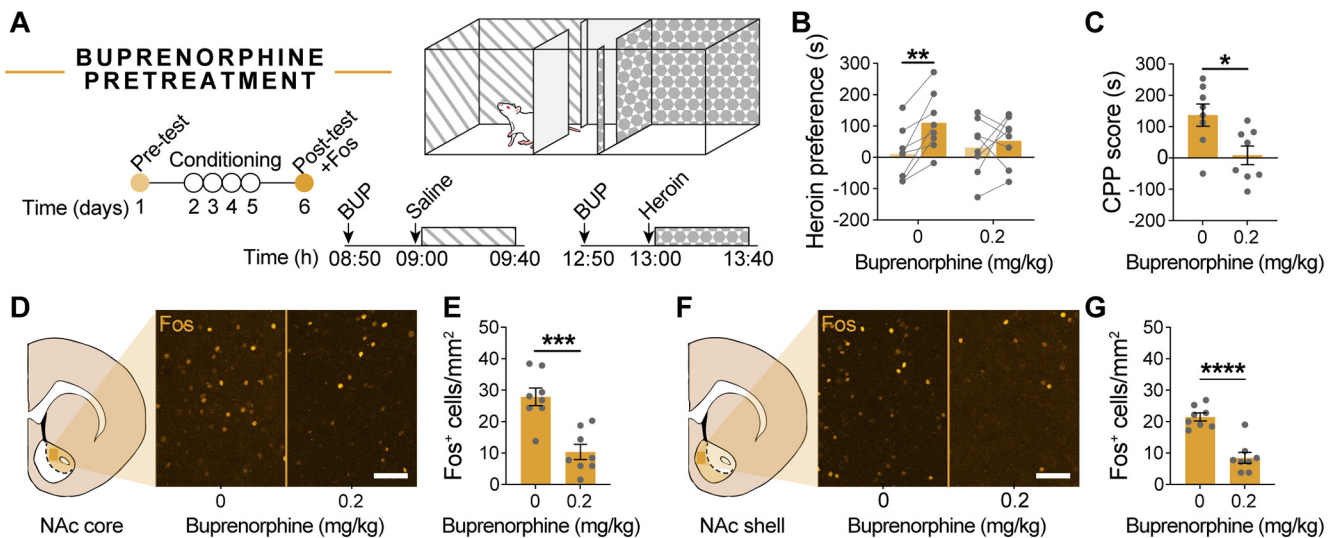 A
BUPRENORPHINE
PRETREATMENT
Pre-test
Conditioning
Post-test
+Fos
Time (days) 1 2 3 4 5 6
BUP
Saline
BUP
Heroin
Time (h) 08:50 09:00 09:40 12:50 13:00 13:40
B
Heroin preference (s)
300
200
100
0
-100
-200
**
0 0.2
Buprenorphine (mg/kg)
C
CPP score (s)
300
200
100
0
-100
-200
*
0 0.2
Buprenorphine (mg/kg)
D
Fos
NAc core
0 0.2
Buprenorphine (mg/kg)
E
Fos+ cells/mm2
50
40
30
20
10
0
***
0 0.2
Buprenorphine (mg/kg)
F
Fos
NAc shell
0 0.2
Buprenorphine (mg/kg)
G
Fos+ cells/mm2
50
40
30
20
10
0
****
0 0.2
Buprenorphine (mg/kg)